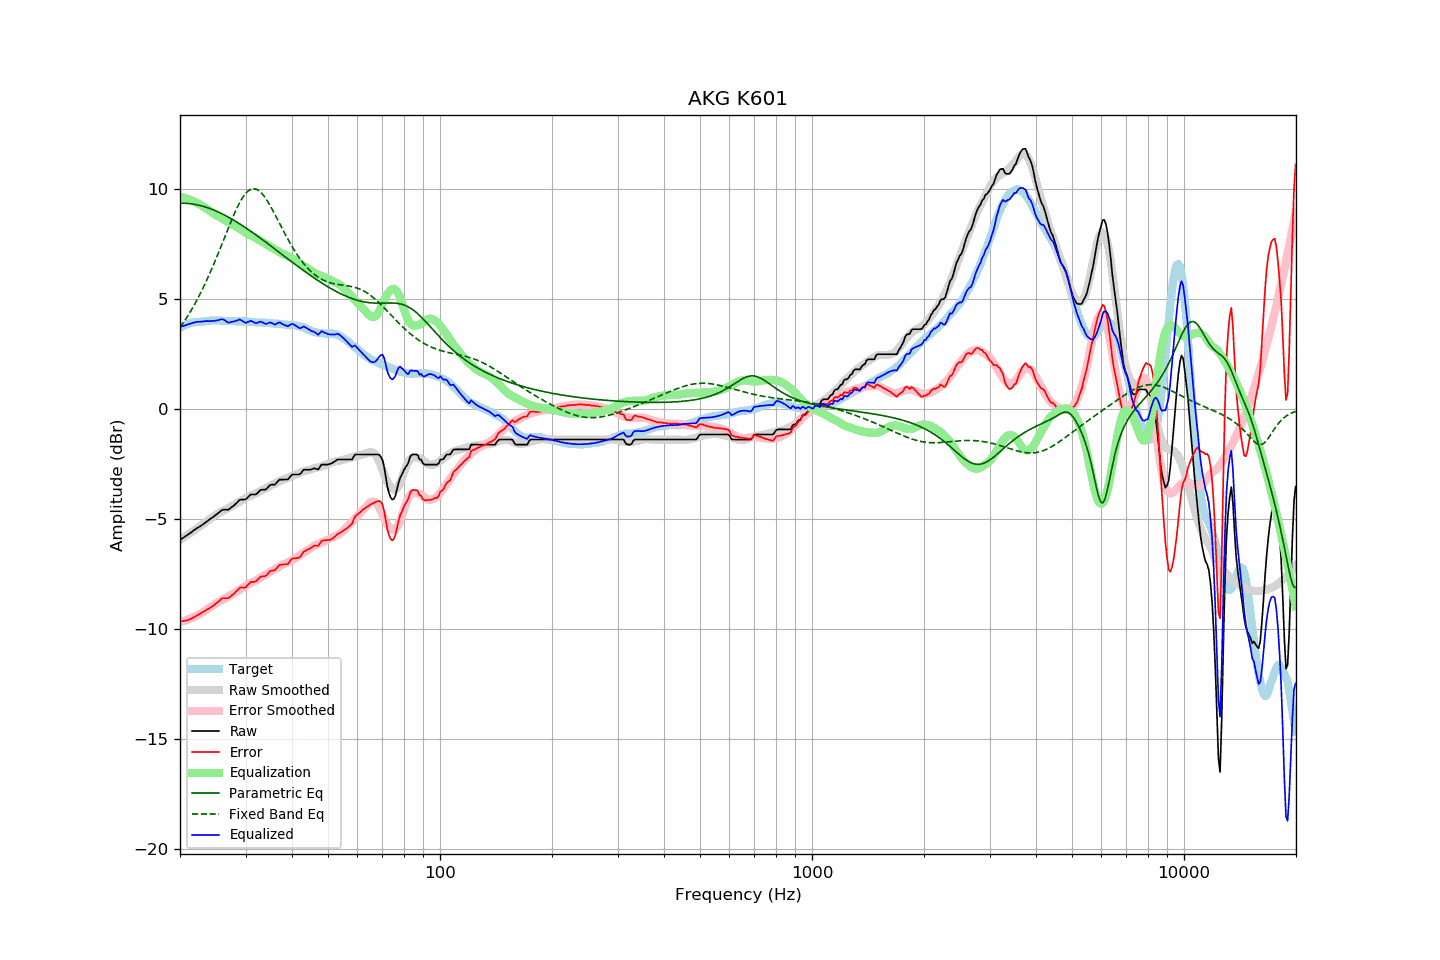 AKG K601
Amplitude (dBr)
10
5
0
−5
−10
−15
−20
Target
Raw Smoothed
Error Smoothed
Raw
Error
Equalization
Parametric Eq
Fixed Band Eq
Equalized
100 1000 10000
Frequency (Hz)